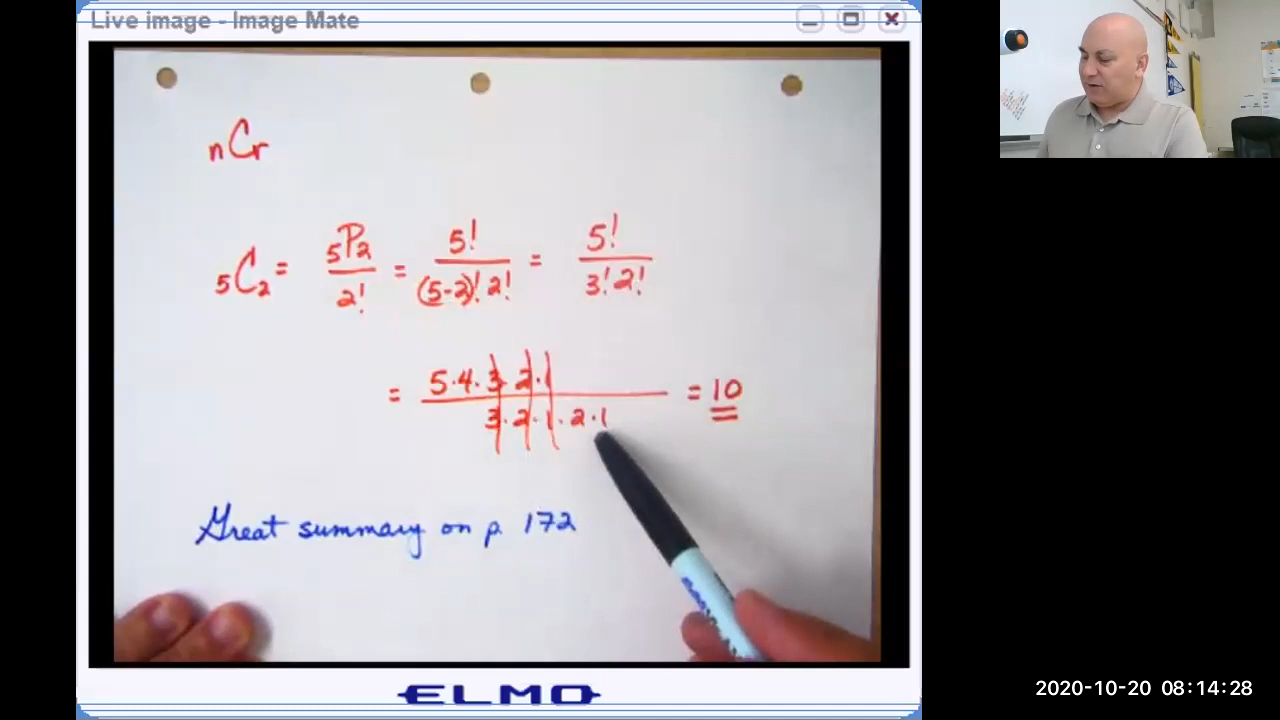 Live image - Image Mate
nCr
5C2 = 5P2 / 2! = 5! / (5-2)! 2! = 5! / 3! 2!
= 5·4·3·2·1 / 3·2·1·2·1 = 10
Great summary on p. 172
ELMO
2020-10-20 08:14:28